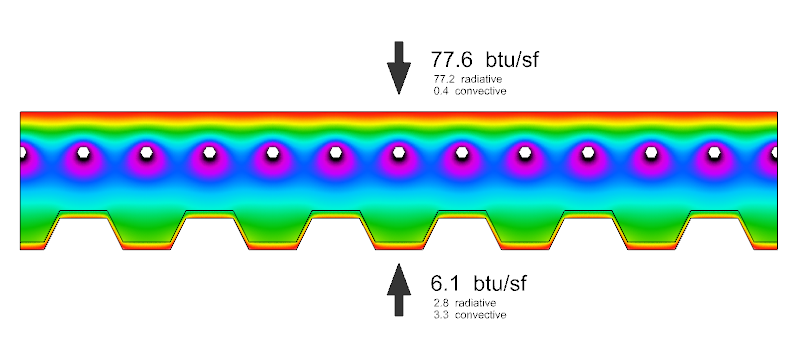 77.6 btu/sf
77.2 radiative
0.4 convective
6.1 btu/sf
2.8 radiative
3.3 convective